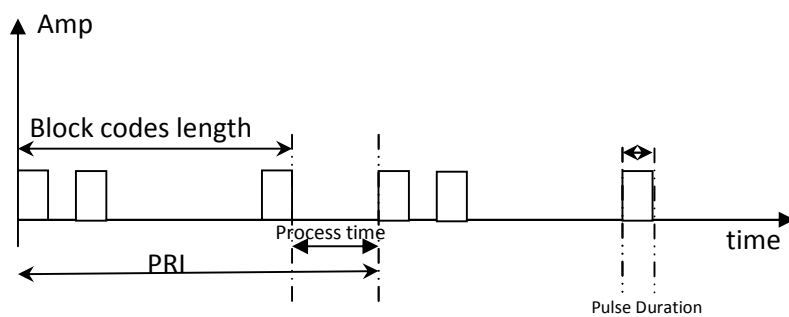 Amp
Block codes length
Process time
time
PRI
Pulse Duration